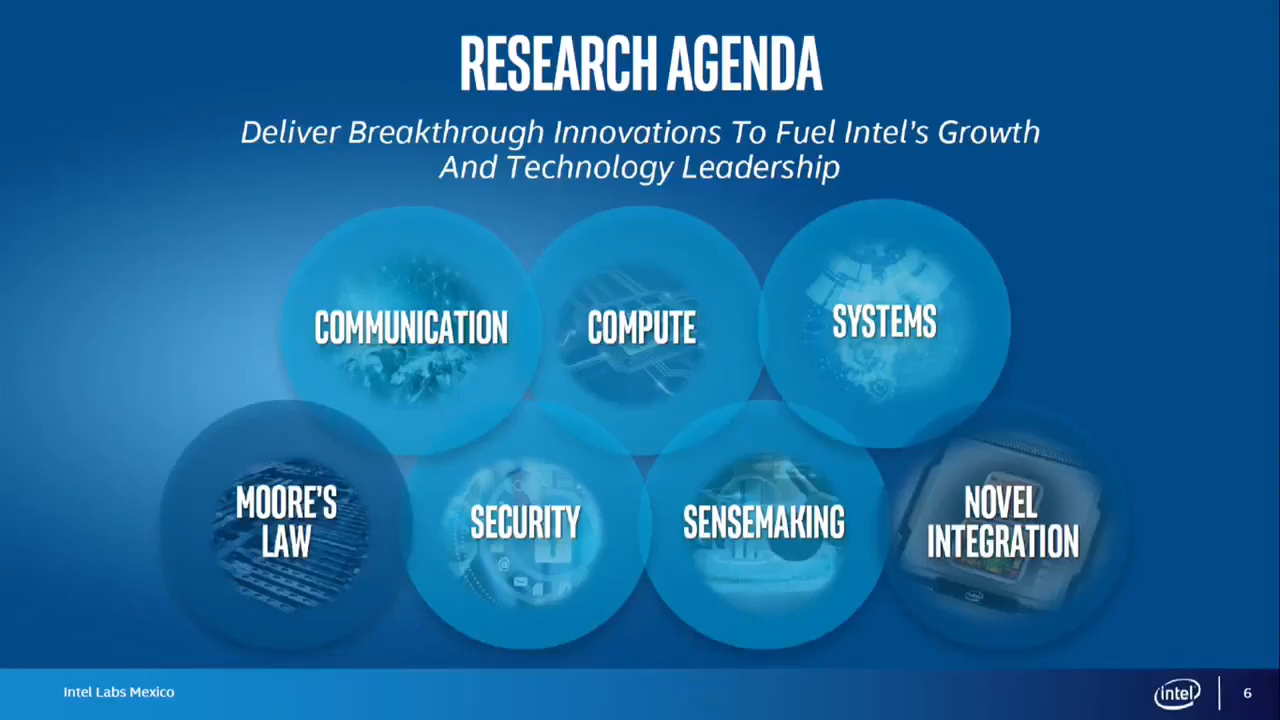 RESEARCH AGENDA
Deliver Breakthrough Innovations To Fuel Intel's Growth
And Technology Leadership
COMMUNICATION
COMPUTE
SYSTEMS
MOORE'S
LAW
SECURITY
SENSEMAKING
NOVEL
INTEGRATION
Intel Labs Mexico
intel
6